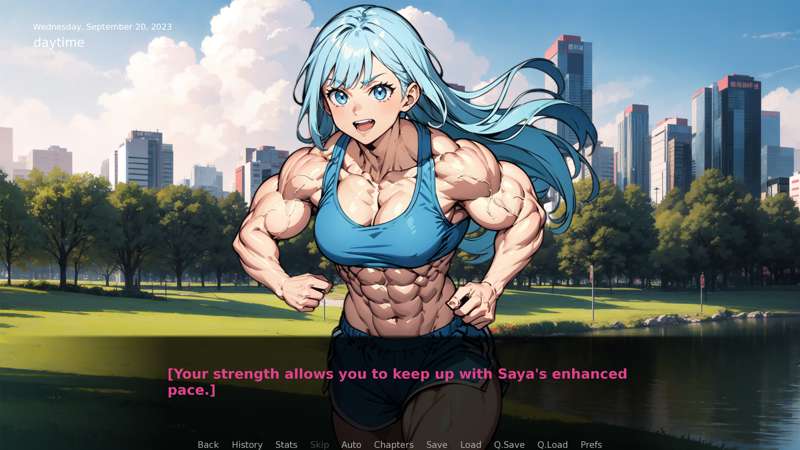 Wednesday, September 20, 2023
daytime
[Your strength allows you to keep up with Saya's enhanced
pace.]
Back History Stats Skip Auto Chapters Save Load Q.Save Q.Load Prefs